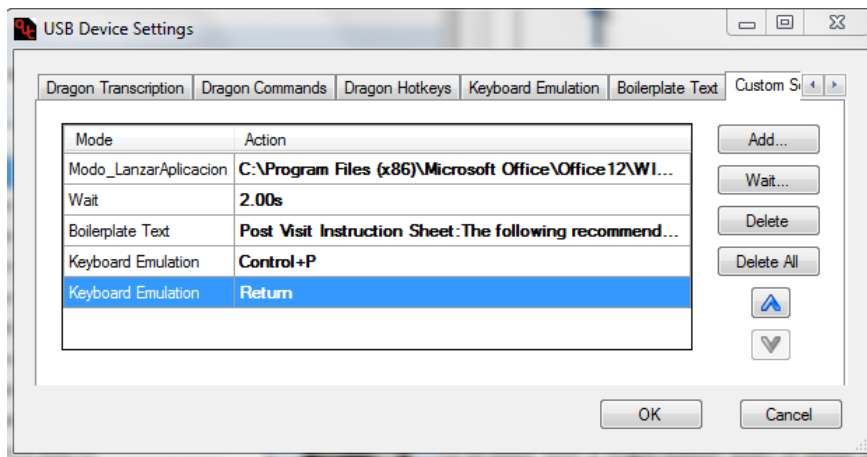 USB Device Settings
Dragon Transcription Dragon Commands Dragon Hotkeys Keyboard Emulation Boilerplate Text Custom S
Mode Action
Add...
Modo_LanzarAplicacion C:\Program Files (x86)\Microsoft Office\Office12\WI...
Wait...
Wait 2.00s
Boilerplate Text Post Visit Instruction Sheet:The following recommend...
Delete
Keyboard Emulation Control+P
Delete All
Keyboard Emulation Return
OK Cancel